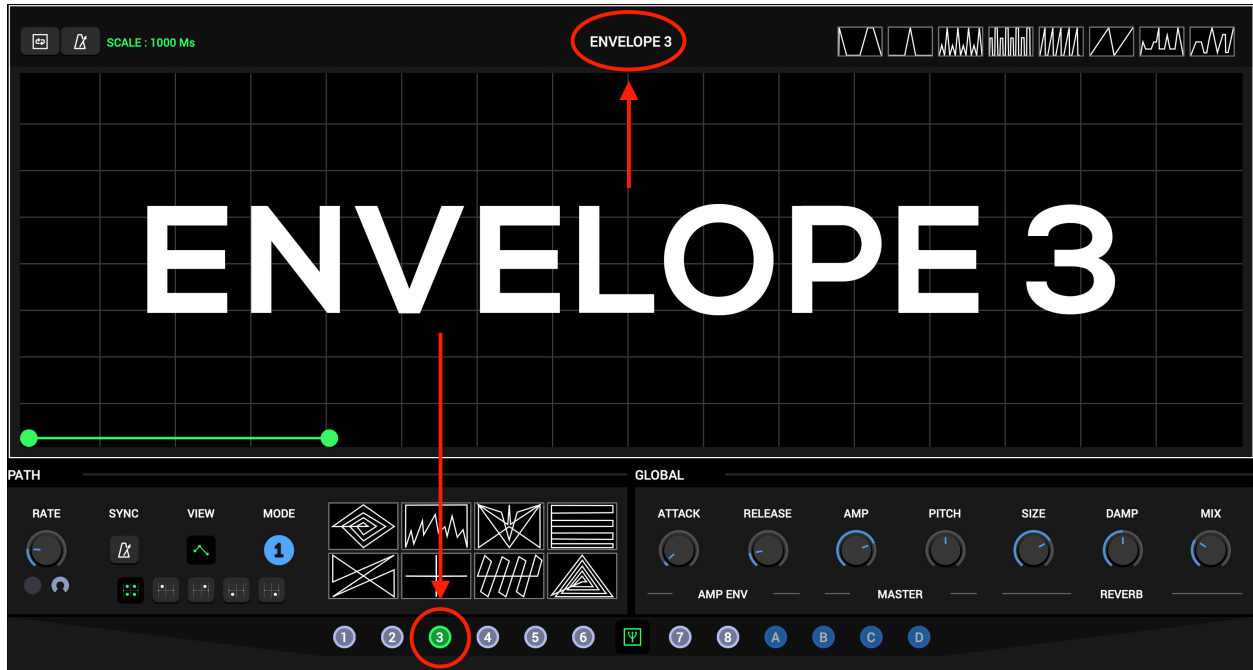 SCALE : 1000 Ms
ENVELOPE 3
ENVELOPE 3
PATH
RATE SYNC VIEW MODE
1
GLOBAL
ATTACK RELEASE AMP PITCH SIZE DAMP MIX
AMP ENV MASTER REVERB
1 2 3 4 5 6 Ψ 7 8 A B C D